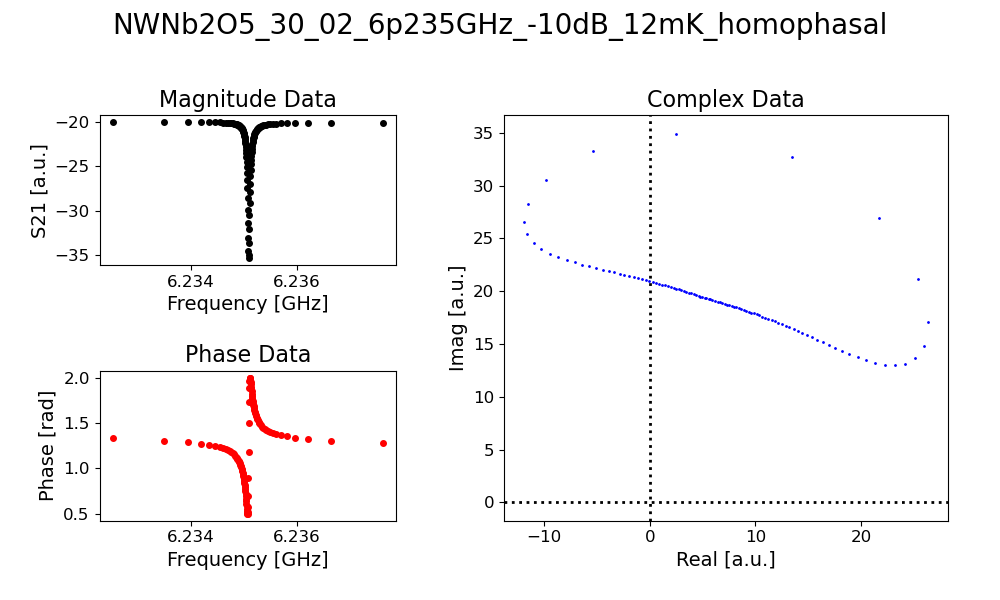 NWNb2O5_30_02_6p235GHz_-10dB_12mK_homophasal
Magnitude Data
−20
−25
−30
−35
S21 [a.u.]
6.234
6.236
Frequency [GHz]
Phase Data
2.0
1.5
1.0
0.5
Phase [rad]
6.234
6.236
Frequency [GHz]
Complex Data
35
30
25
20
15
10
5
0
Imag [a.u.]
−10
0
10
20
Real [a.u.]